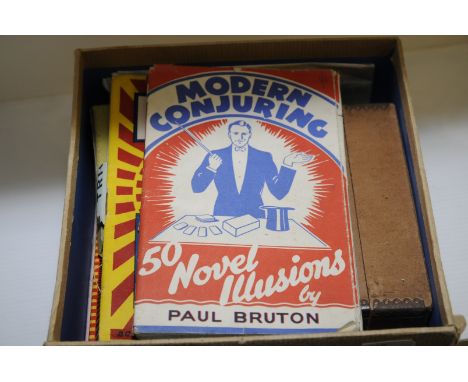 MODERN
CONJURING
50 Novel
Illusions
by
PAUL BRUTON